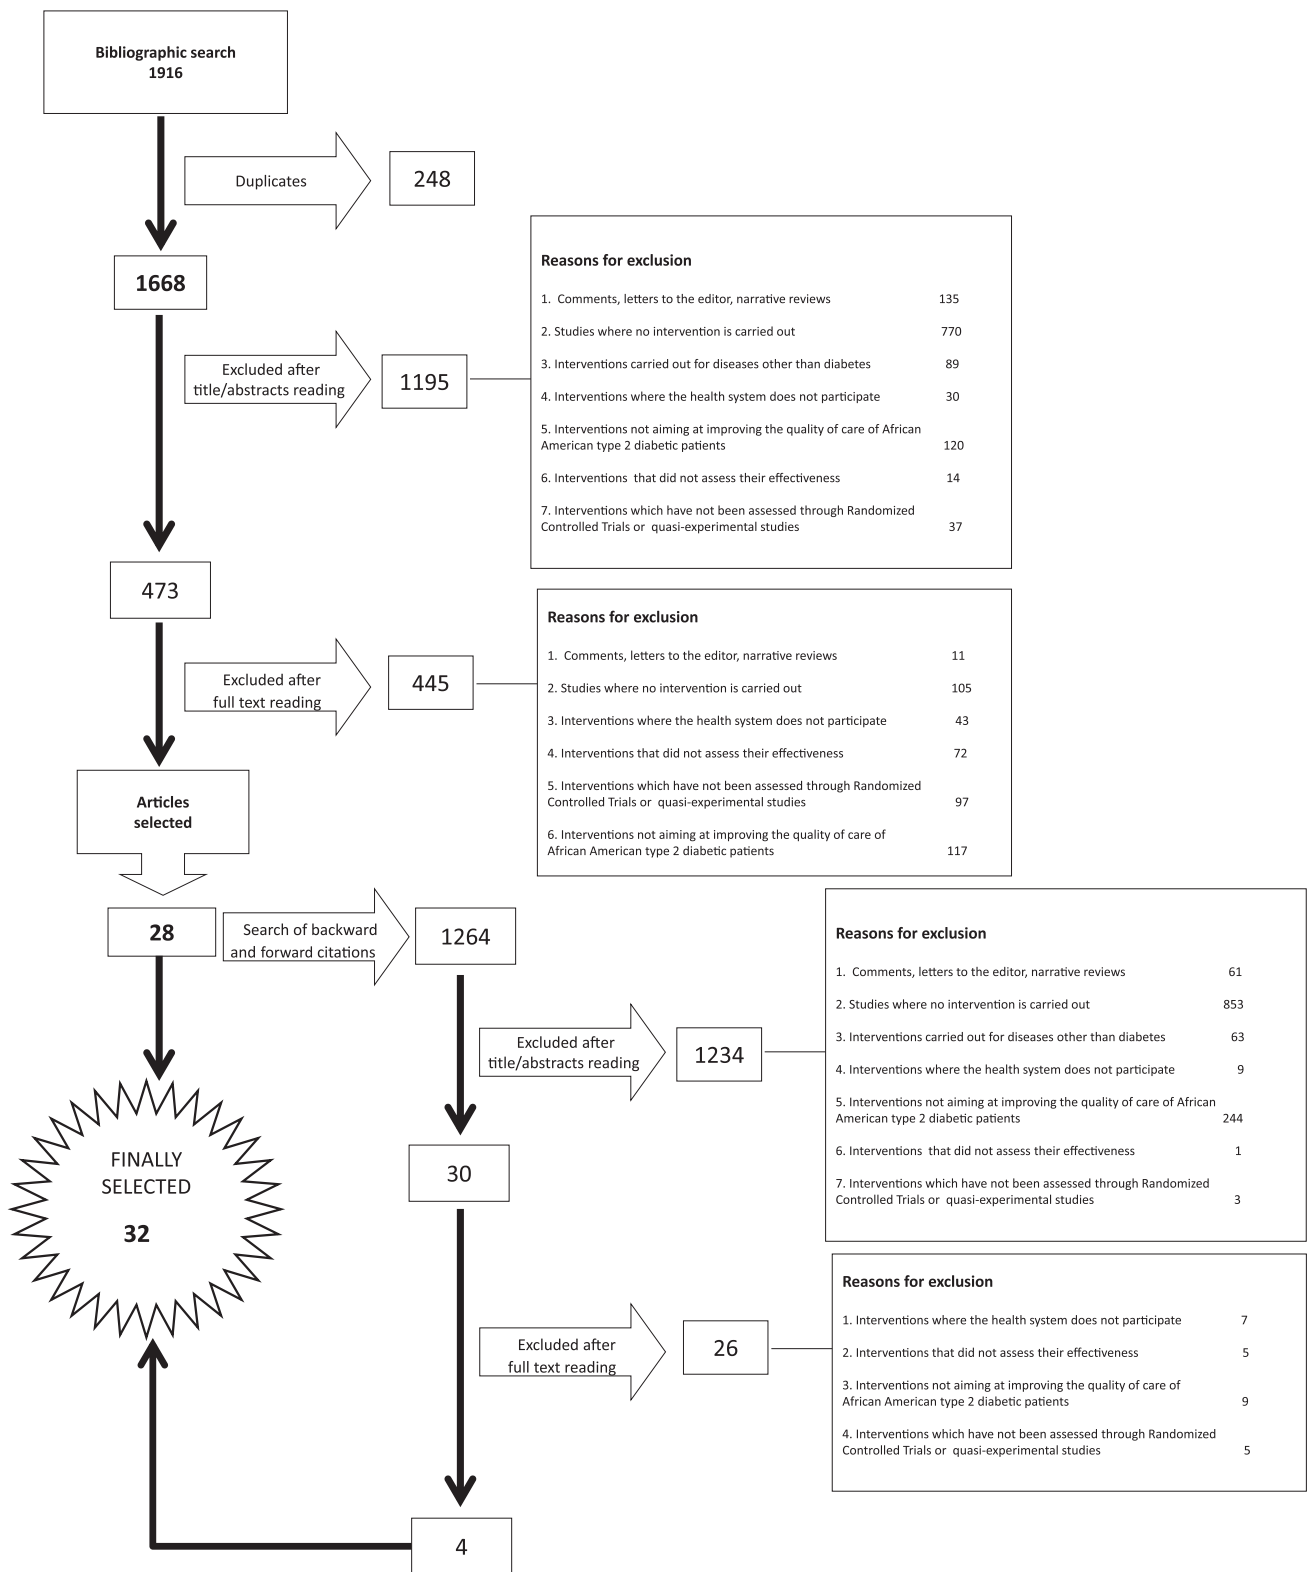 Bibliographic search
1916
Duplicates
248
1668
Excluded after
title/abstracts reading
1195
Reasons for exclusion
1. Comments, letters to the editor, narrative reviews 135
2. Studies where no intervention is carried out 770
3. Interventions carried out for diseases other than diabetes 89
4. Interventions where the health system does not participate 30
5. Interventions not aiming at improving the quality of care of African
American type 2 diabetic patients 120
6. Interventions that did not assess their effectiveness 14
7. Interventions which have not been assessed through Randomized
Controlled Trials or quasi-experimental studies 37
473
Excluded after
full text reading
445
Reasons for exclusion
1. Comments, letters to the editor, narrative reviews 11
2. Studies where no intervention is carried out 105
3. Interventions where the health system does not participate 43
4. Interventions that did not assess their effectiveness 72
5. Interventions which have not been assessed through Randomized
Controlled Trials or quasi-experimental studies 97
6. Interventions not aiming at improving the quality of care of
African American type 2 diabetic patients 117
Articles
selected
28
Search of backward
and forward citations
1264
Excluded after
title/abstracts reading
1234
Reasons for exclusion
1. Comments, letters to the editor, narrative reviews 61
2. Studies where no intervention is carried out 853
3. Interventions carried out for diseases other than diabetes 63
4. Interventions where the health system does not participate 9
5. Interventions not aiming at improving the quality of care of African
American type 2 diabetic patients 244
6. Interventions that did not assess their effectiveness 1
7. Interventions which have not been assessed through Randomized
Controlled Trials or quasi-experimental studies 3
30
Excluded after
full text reading
26
Reasons for exclusion
1. Interventions where the health system does not participate 7
2. Interventions that did not assess their effectiveness 5
3. Interventions not aiming at improving the quality of care of
African American type 2 diabetic patients 9
4. Interventions which have not been assessed through Randomized
Controlled Trials or quasi-experimental studies 5
4
FINALLY
SELECTED
32